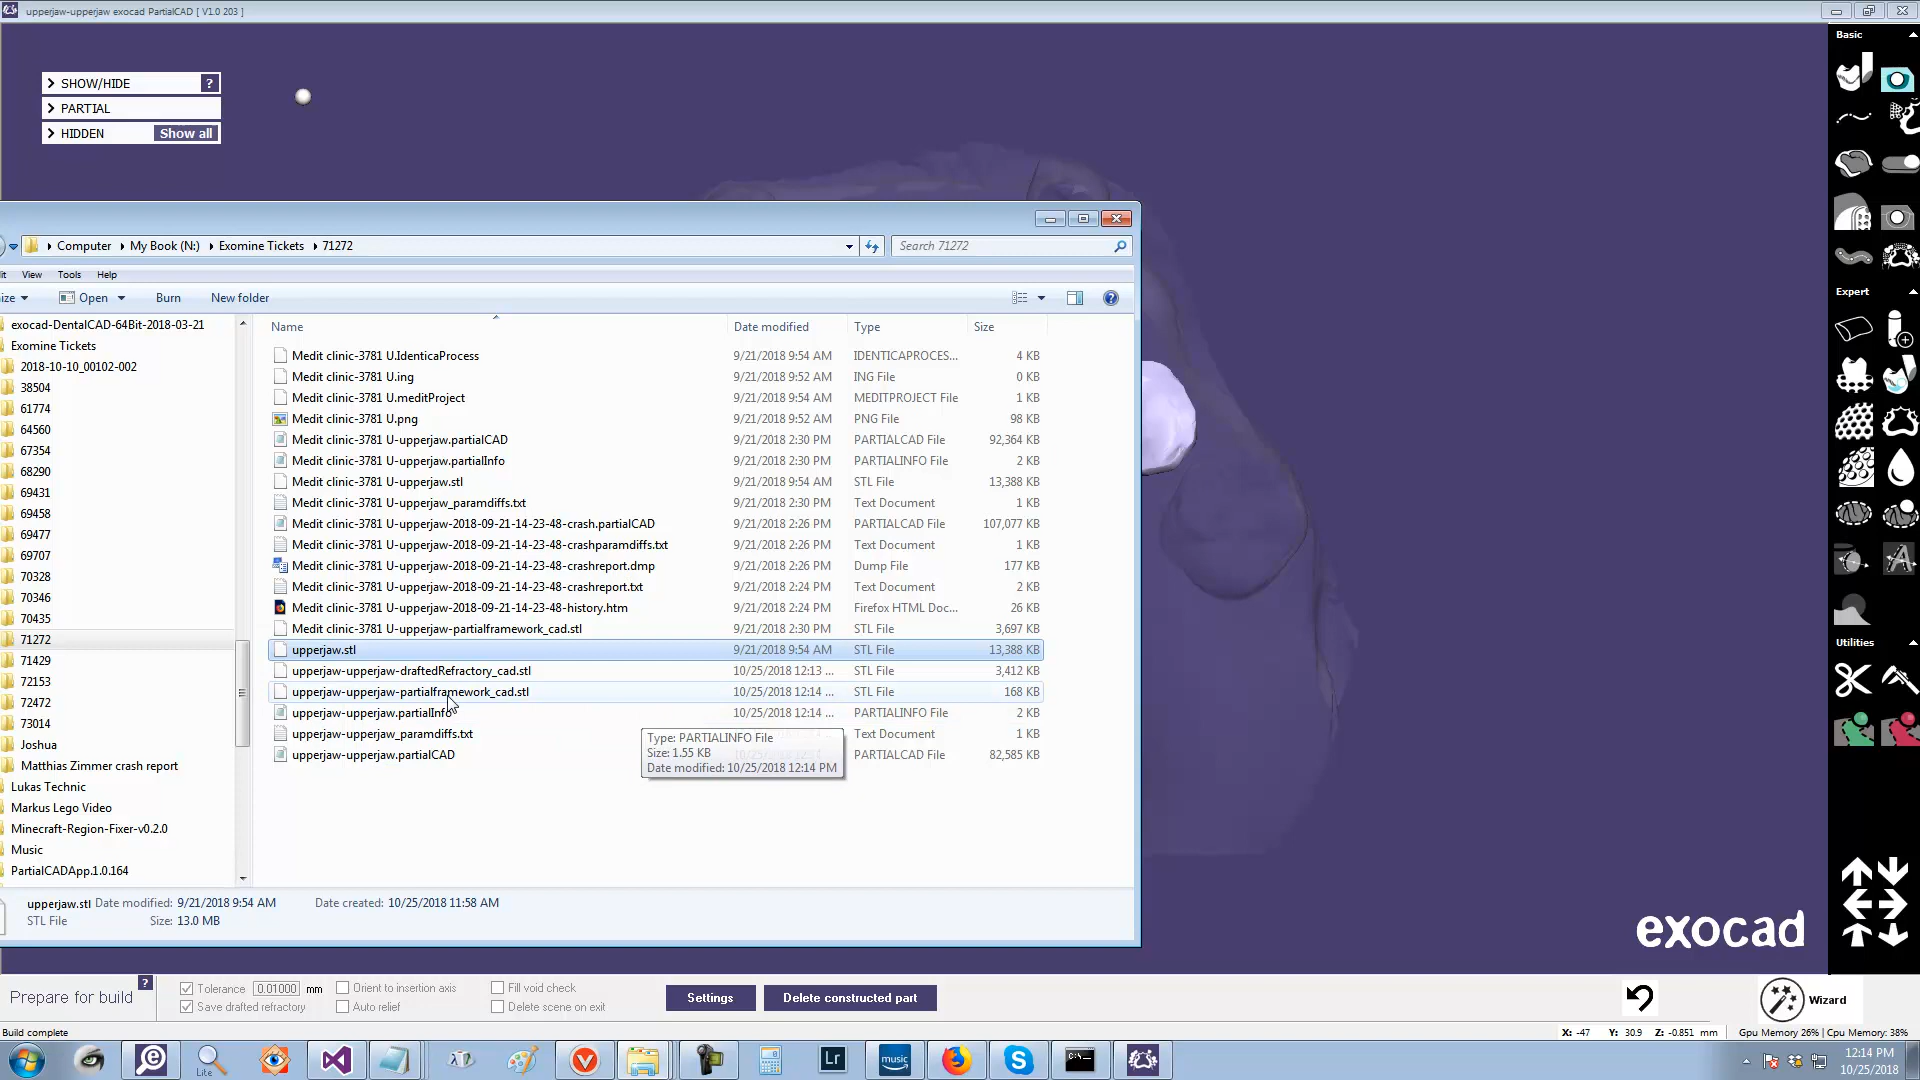 upperjaw-upperjaw exocad PartialCAD [ V1.0 203 ]
SHOW/HIDE ?
PARTIAL
HIDDEN Show all
Basic
Computer My Book (N:) Exomine Tickets 71272
Search 71272
View Tools Help
Open Burn New folder
exocad-DentalCAD-64Bit-2018-03-21
Exomine Tickets
2018-10-10_00102-002
38504
61774
64560
67354
68290
69431
69458
69477
69707
70328
70346
70435
71272
71429
72153
72472
73014
Joshua
Matthias Zimmer crash report
Lukas Technic
Markus Lego Video
Minecraft-Region-Fixer-v0.2.0
Music
PartialCADApp.1.0.164
Name Date modified Type Size
Medit clinic-3781 U.IdenticaProcess 9/21/2018 9:54 AM IDENTICAPROCES... 4 KB
Medit clinic-3781 U.ing 9/21/2018 9:52 AM ING File 0 KB
Medit clinic-3781 U.meditProject 9/21/2018 9:54 AM MEDITPROJECT File 1 KB
Medit clinic-3781 U.png 9/21/2018 9:52 AM PNG File 98 KB
Medit clinic-3781 U-upperjaw.partialCAD 9/21/2018 2:30 PM PARTIALCAD File 92,364 KB
Medit clinic-3781 U-upperjaw.partialInfo 9/21/2018 2:30 PM PARTIALINFO File 2 KB
Medit clinic-3781 U-upperjaw.stl 9/21/2018 9:54 AM STL File 13,388 KB
Medit clinic-3781 U-upperjaw_paramdiffs.txt 9/21/2018 2:30 PM Text Document 1 KB
Medit clinic-3781 U-upperjaw-2018-09-21-14-23-48-crash.partialCAD 9/21/2018 2:26 PM PARTIALCAD File 107,077 KB
Medit clinic-3781 U-upperjaw-2018-09-21-14-23-48-crashparamdiffs.txt 9/21/2018 2:26 PM Text Document 1 KB
Medit clinic-3781 U-upperjaw-2018-09-21-14-23-48-crashreport.dmp 9/21/2018 2:26 PM Dump File 177 KB
Medit clinic-3781 U-upperjaw-2018-09-21-14-23-48-crashreport.txt 9/21/2018 2:24 PM Text Document 2 KB
Medit clinic-3781 U-upperjaw-2018-09-21-14-23-48-history.htm 9/21/2018 2:24 PM Firefox HTML Doc... 26 KB
Medit clinic-3781 U-upperjaw-partialframework_cad.stl 9/21/2018 2:30 PM STL File 3,697 KB
upperjaw.stl 9/21/2018 9:54 AM STL File 13,388 KB
upperjaw-upperjaw-draftedRefractory_cad.stl 10/25/2018 12:13 ... STL File 3,412 KB
upperjaw-upperjaw-partialframework_cad.stl 10/25/2018 12:14 ... STL File 168 KB
upperjaw-upperjaw.partialInfo 10/25/2018 12:14 ... PARTIALINFO File 2 KB
upperjaw-upperjaw_paramdiffs.txt Text Document 1 KB
upperjaw-upperjaw.partialCAD PARTIALCAD File 82,585 KB
Type: PARTIALINFO File
Size: 1.55 KB
Date modified: 10/25/2018 12:14 PM
upperjaw.stl Date modified: 9/21/2018 9:54 AM Date created: 10/25/2018 11:58 AM
STL File Size: 13.0 MB
Expert
Utilities
exocad
Prepare for build ?
Tolerance 0.01000 mm
Save drafted refractory
Orient to insertion axis
Auto relief
Fill void check
Delete scene on exit
Settings
Delete constructed part
Wizard
Build complete
X: -47 Y: 30.9 Z: -0.851 mm Gpu Memory 26% | Cpu Memory: 38%
Lite
Lr
music
12:14 PM
10/25/2018